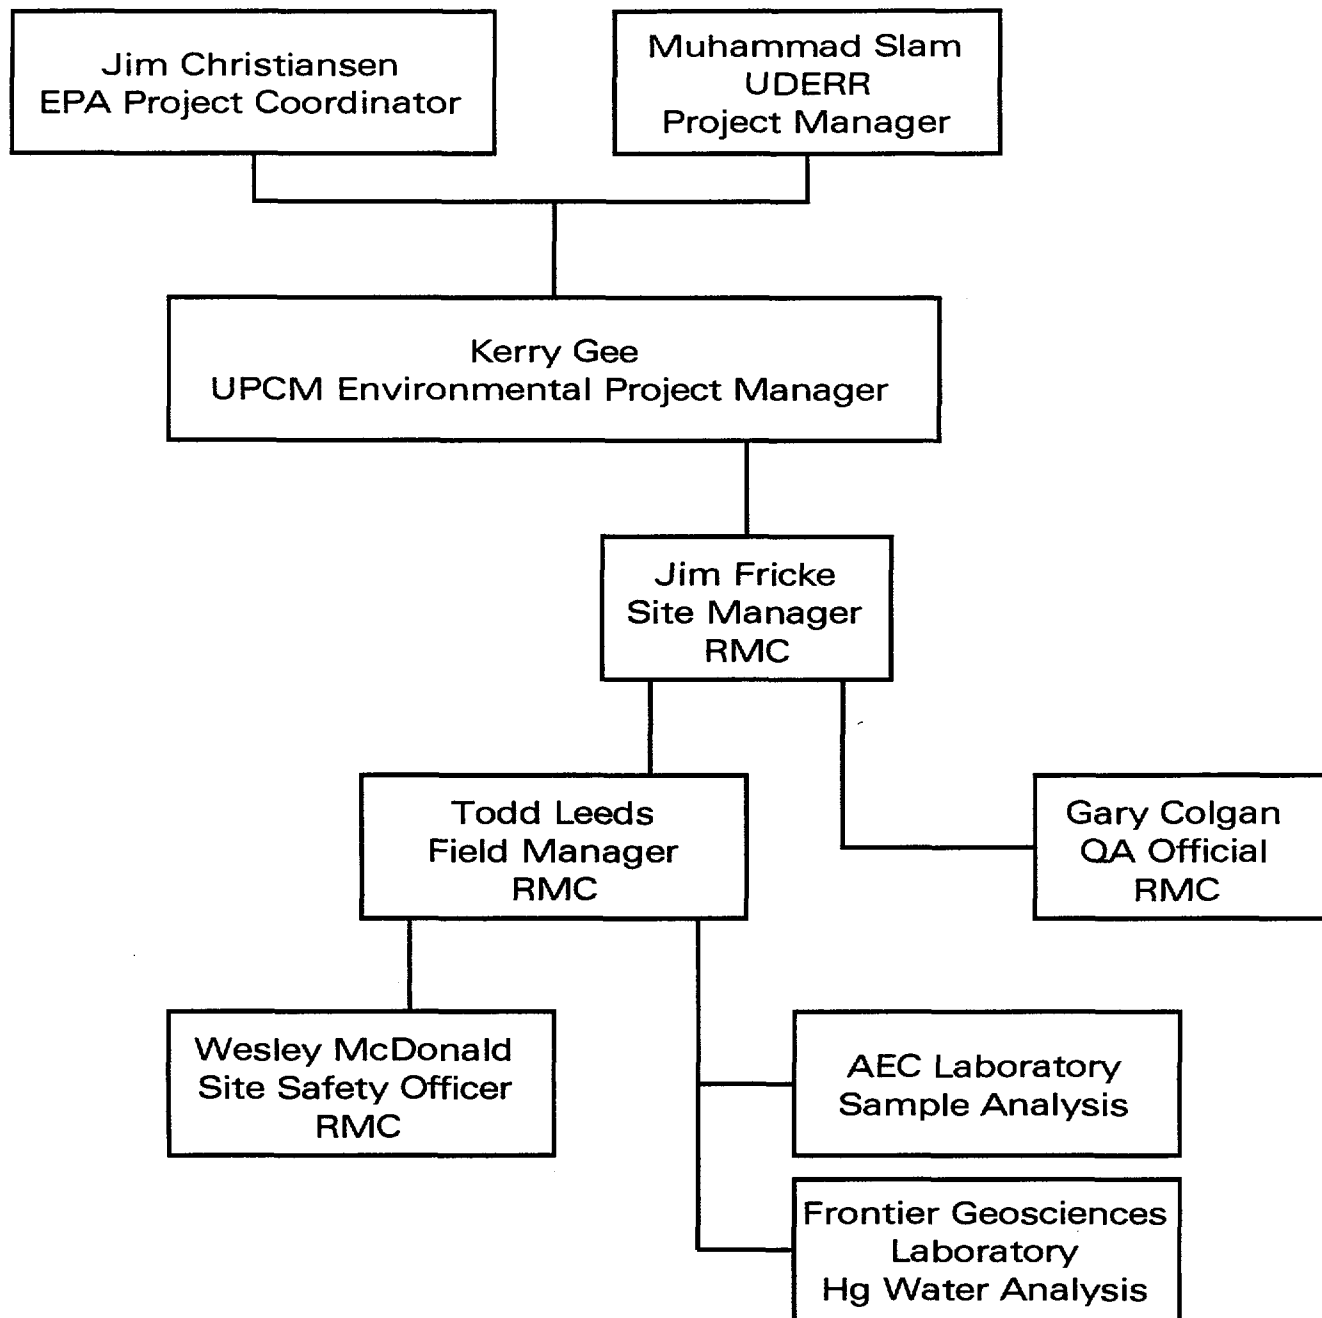 Jim Christiansen
EPA Project Coordinator
Muhammad Slam
UDERR
Project Manager
Kerry Gee
UPCM Environmental Project Manager
Jim Fricke
Site Manager
RMC
Todd Leeds
Field Manager
RMC
Gary Colgan
QA Official
RMC
Wesley McDonald
Site Safety Officer
RMC
AEC Laboratory
Sample Analysis
Frontier Geosciences
Laboratory
Hg Water Analysis